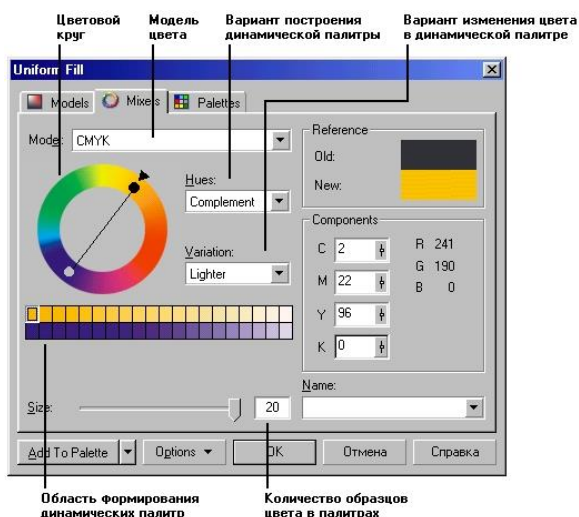 Цветовой круг
Модель цвета
Вариант построения динамической палитры
Вариант изменения цвета в динамической палитре
Uniform Fill
Models
Mixers
Palettes
Model: CMYK
Hues:
Complement
Variation:
Lighter
Size:
20
Reference
Old:
New:
Components
C 2
M 22
Y 96
K 0
R 241
G 190
B 0
Name:
Add To Palette
Options
OK
Отмена
Справка
Область формирования динамических палитр
Количество образцов цвета в палитрах